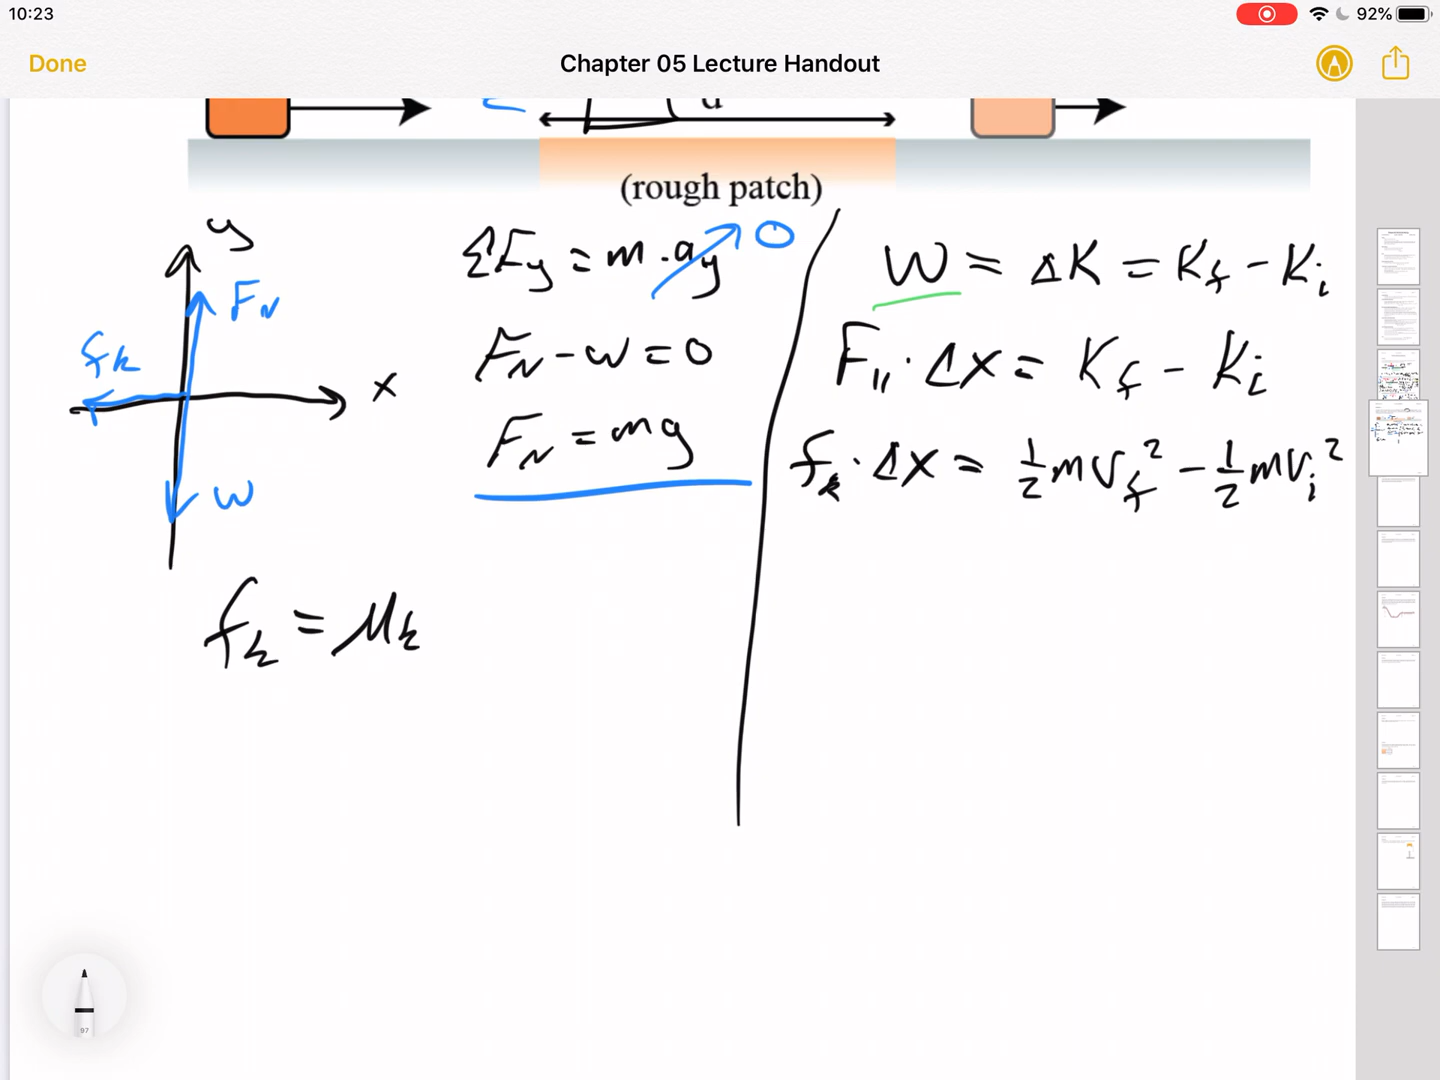 10:23
92%
Done
Chapter 05 Lecture Handout
d
(rough patch)
y
F_N
f_k
x
w
ΣF_y = m·a_y 0
F_N - w = 0
F_N = mg
f_k = μ_k
W = ΔK = K_f - K_i
F_∥·Δx = K_f - K_i
f_k·Δx = ½mv_f² - ½mv_i²
97